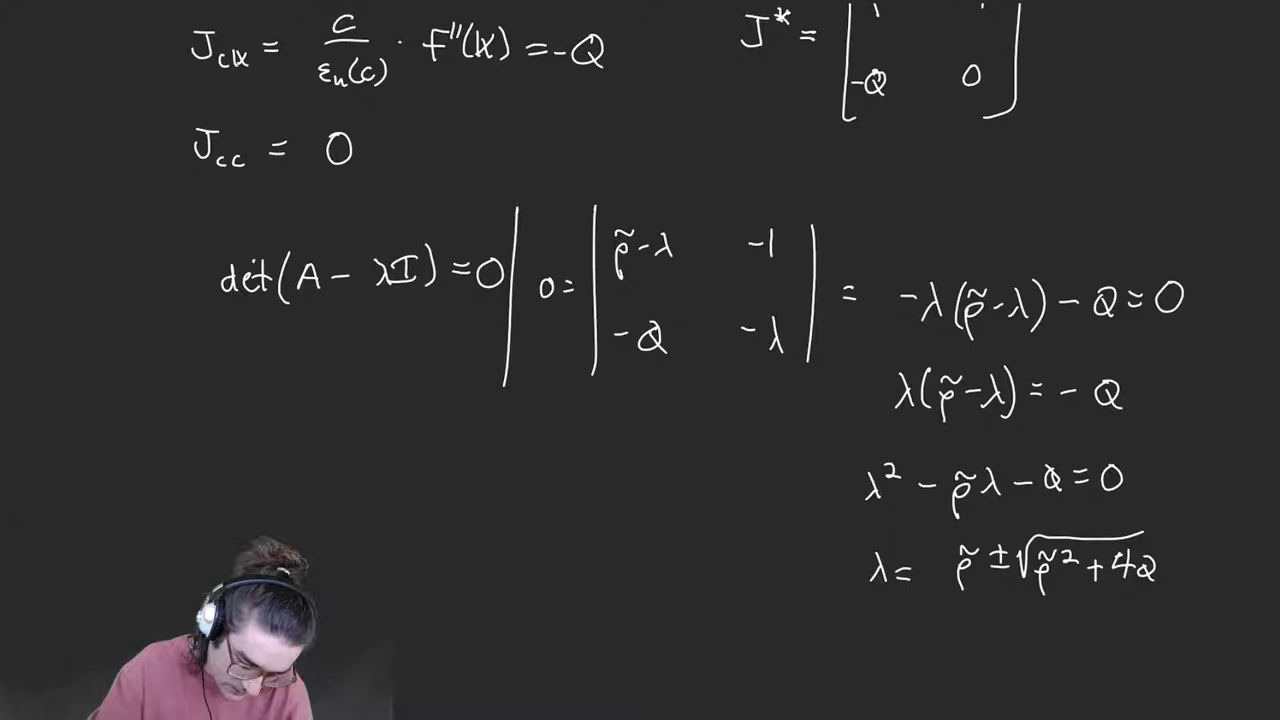 J_ck = c / ε_u(c) · f''(k) = -Q
J* = [ -Q 0 ]
J_cc = 0
det(A - λI) = 0 | 0 = | ρ̃-λ -1 | = -λ(ρ̃-λ) - Q = 0
| -Q -λ |
λ(ρ̃-λ) = - Q
λ² - ρ̃λ - Q = 0
λ = ρ̃ ± √ρ̃² + 4Q